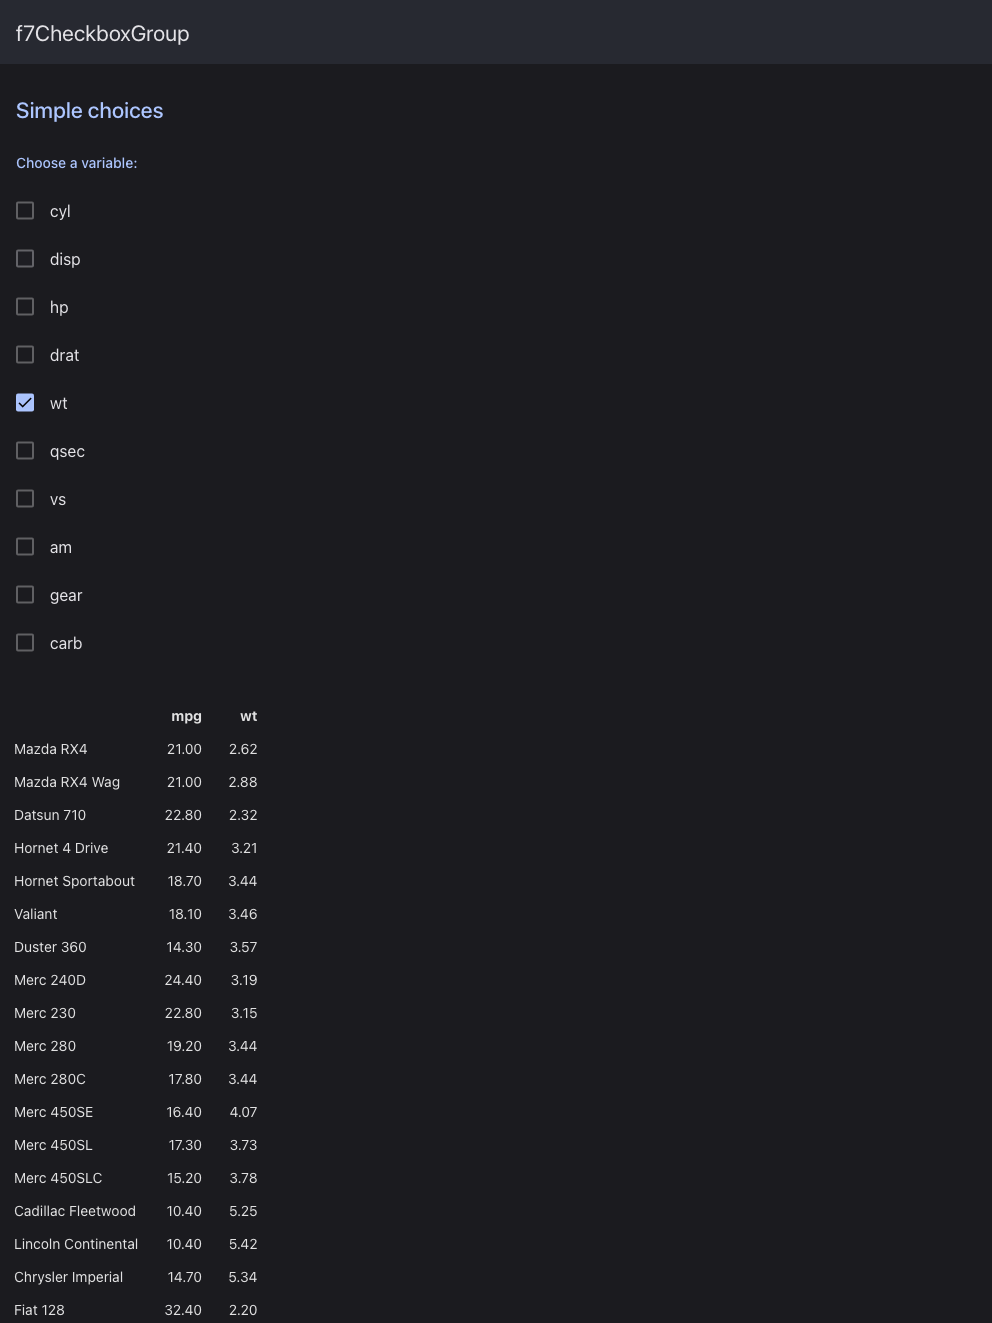 f7CheckboxGroup
Simple choices
Choose a variable:
cyl
disp
hp
drat
wt
qsec
vs
am
gear
carb
mpg wt
Mazda RX4 21.00 2.62
Mazda RX4 Wag 21.00 2.88
Datsun 710 22.80 2.32
Hornet 4 Drive 21.40 3.21
Hornet Sportabout 18.70 3.44
Valiant 18.10 3.46
Duster 360 14.30 3.57
Merc 240D 24.40 3.19
Merc 230 22.80 3.15
Merc 280 19.20 3.44
Merc 280C 17.80 3.44
Merc 450SE 16.40 4.07
Merc 450SL 17.30 3.73
Merc 450SLC 15.20 3.78
Cadillac Fleetwood 10.40 5.25
Lincoln Continental 10.40 5.42
Chrysler Imperial 14.70 5.34
Fiat 128 32.40 2.20